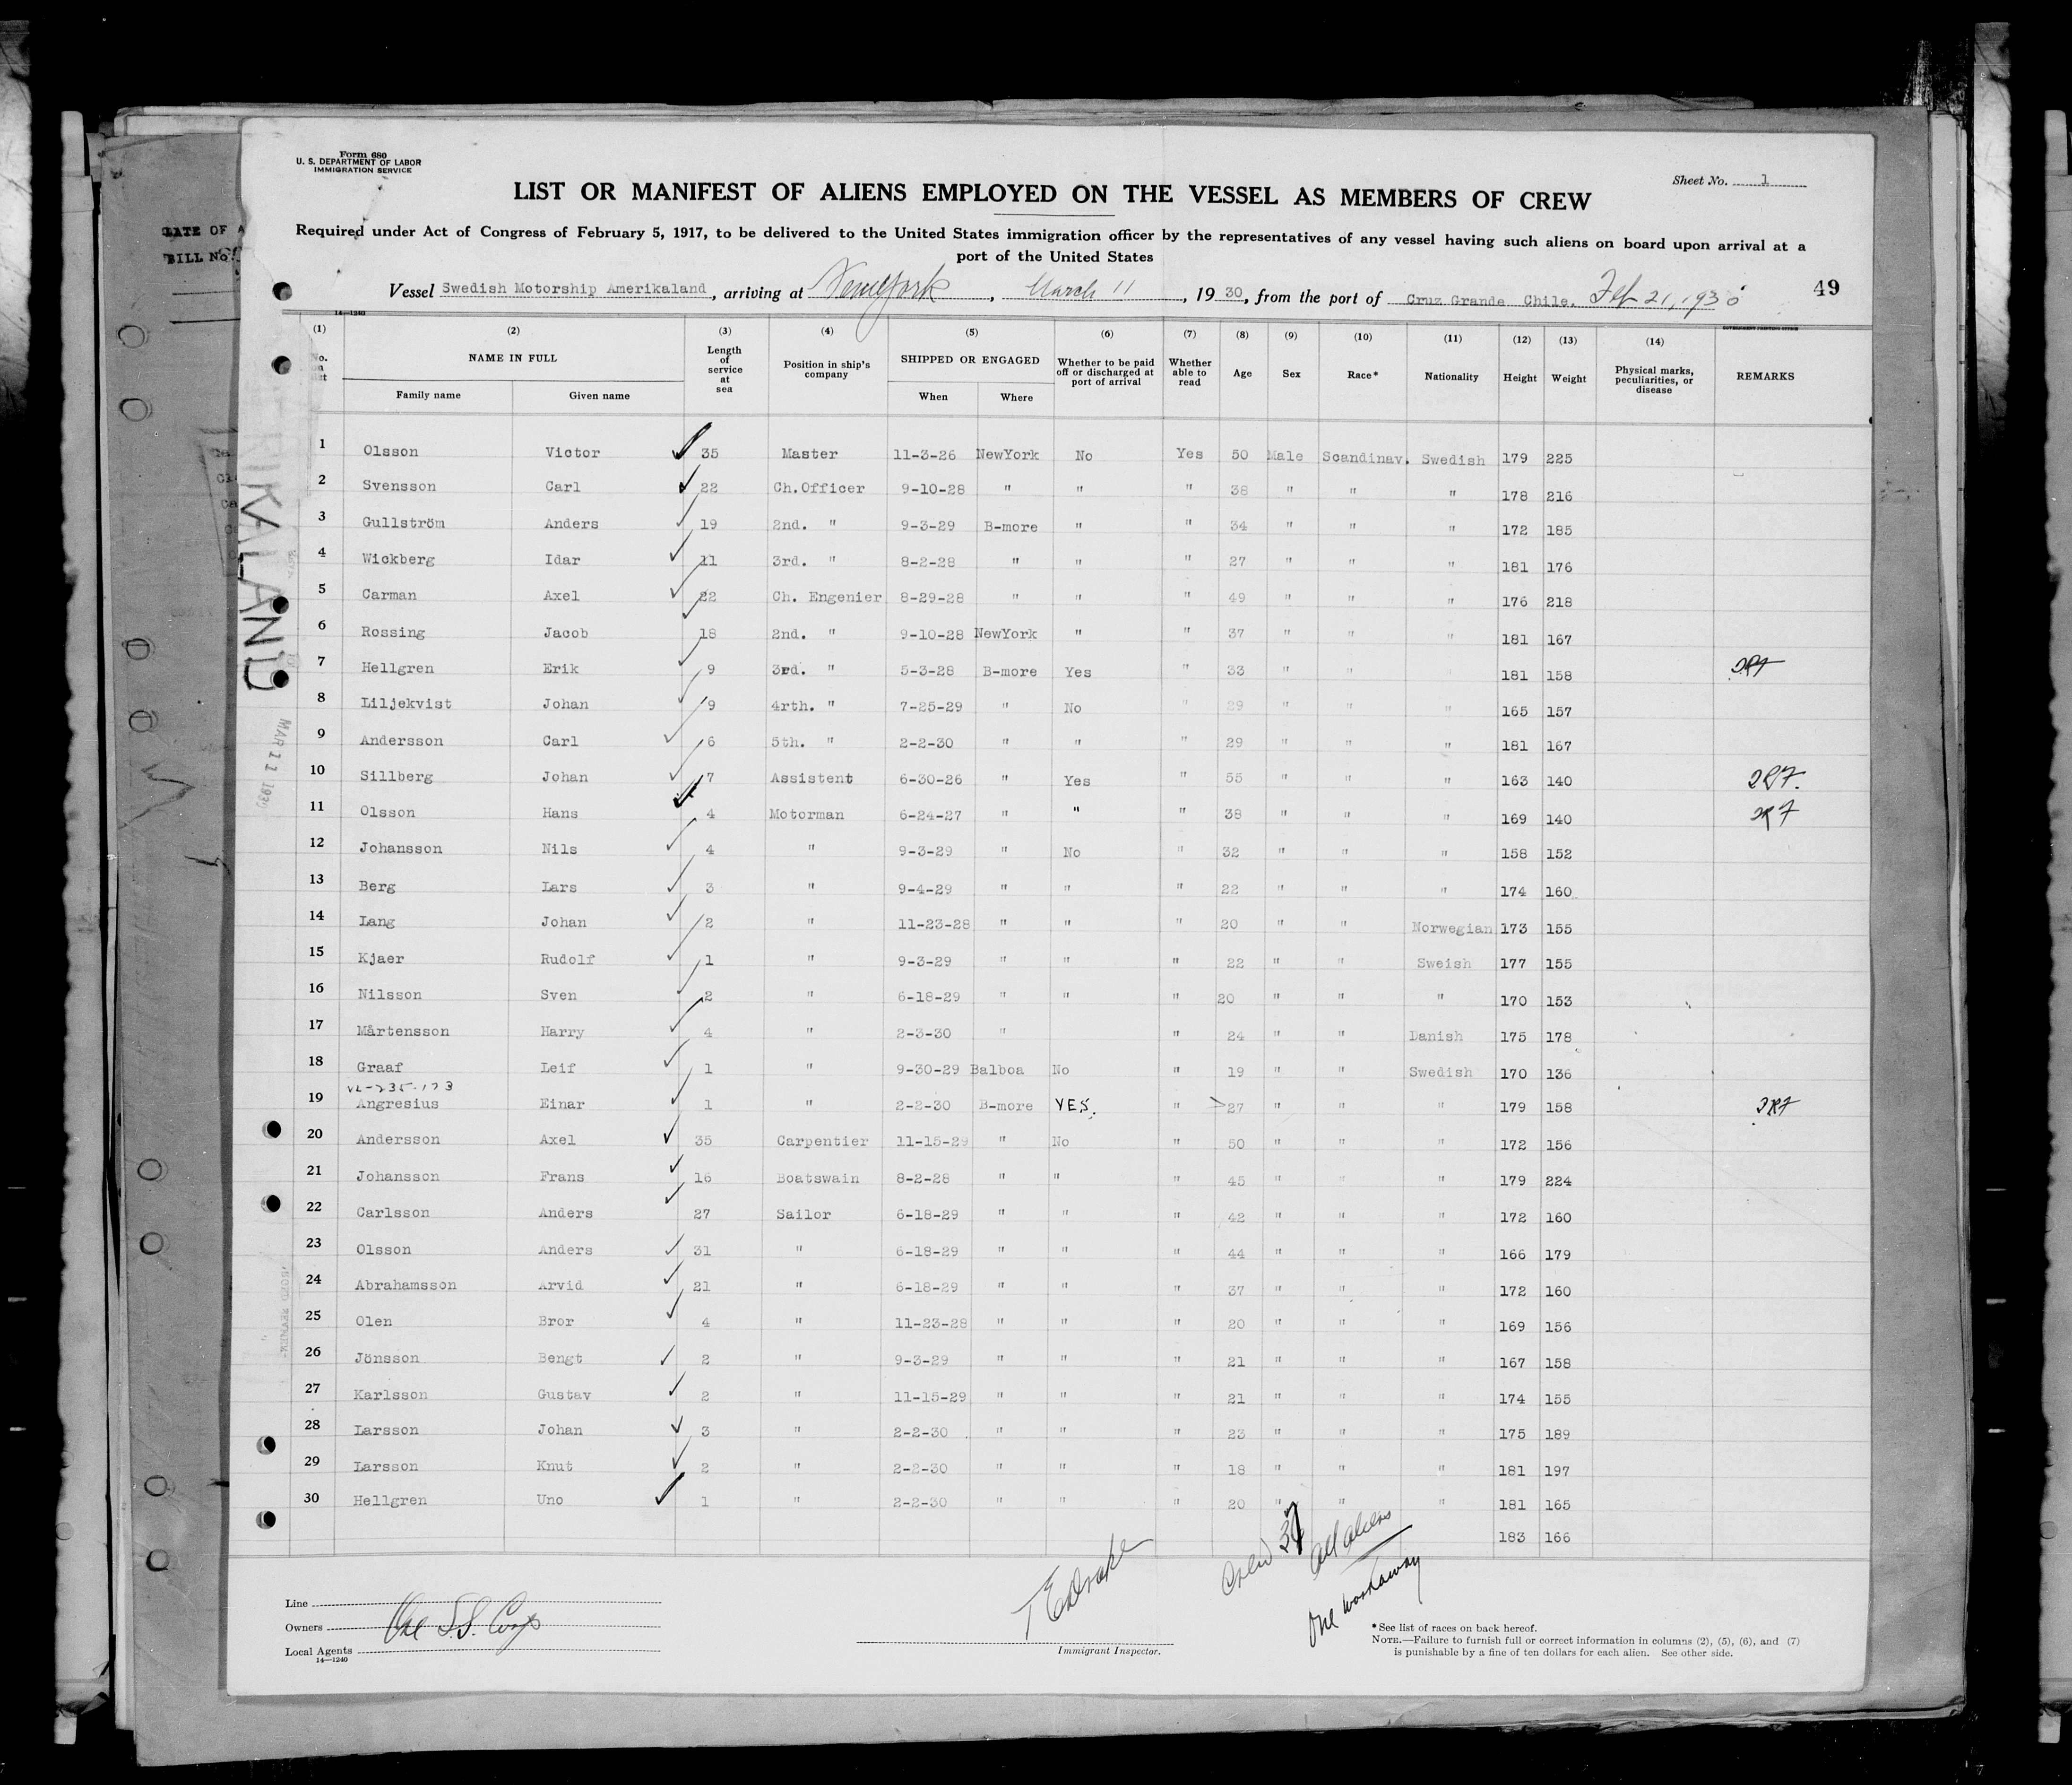 Form 680
U. S. DEPARTMENT OF LABOR
IMMIGRATION SERVICE
Sheet No. 1
LIST OR MANIFEST OF ALIENS EMPLOYED ON THE VESSEL AS MEMBERS OF CREW
Required under Act of Congress of February 5, 1917, to be delivered to the United States immigration officer by the representatives of any vessel having such aliens on board upon arrival at a
port of the United States
Vessel Swedish Motorship Amerikaland, arriving at NewYork, March 11, 1930, from the port of Cruz Grande Chile. Feb 21, 1930
49
14—1240
(1) (2) (3) (4) (5) (6) (7) (8) (9) (10) (11) (12) (13) (14)
NAME IN FULL Length of service at sea Position in ship's company SHIPPED OR ENGAGED Whether to be paid off or discharged at port of arrival Whether able to read Age Sex Race* Nationality Height Weight Physical marks, peculiarities, or disease REMARKS
Family name Given name When Where
1 Olsson Victor 35 Master 11-3-26 NewYork No Yes 50 Male Scandinav. Swedish 179 225
2 Svensson Carl 22 Ch.Officer 9-10-28 " " " 38 " " " 178 216
3 Gullström Anders 19 2nd. " 9-3-29 B-more " " 34 " " " 172 185
4 Wickberg Idar 11 3rd. " 8-2-28 " " " 27 " " " 181 176
5 Carman Axel 22 Ch. Engenier 8-29-28 " " " 49 " " " 176 218
6 Rossing Jacob 18 2nd. " 9-10-28 NewYork " " 37 " " " 181 167
7 Hellgren Erik 9 3rd. " 5-3-28 B-more Yes " 33 " " " 181 158
8 Liljekvist Johan 9 4rth. " 7-25-29 " No " 29 " " " 165 157
9 Andersson Carl 6 5th. " 2-2-30 " " " 29 " " " 181 167
10 Sillberg Johan 7 Assistent 6-30-26 " Yes " 55 " " " 163 140
11 Olsson Hans 4 Motorman 6-24-27 " " " 38 " " " 169 140
12 Johansson Nils 4 " 9-3-29 " No " 32 " " " 158 152
13 Berg Lars 3 " 9-4-29 " " " 22 " " " 174 160
14 Lang Johan 2 " 11-23-28 " " " 20 " " Norwegian 173 155
15 Kjaer Rudolf 1 " 9-3-29 " " " 22 " " Sweish 177 155
16 Nilsson Sven 2 " 6-18-29 " " " 20 " " " 170 153
17 Mårtensson Harry 4 " 2-3-30 " " 24 " " Danish 175 178
18 Graaf Leif 1 " 9-30-29 Balboa No " 19 " " Swedish 170 136
19 Angresius Einar 1 " 2-2-30 B-more YES. " 27 " " " 179 158
20 Andersson Axel 35 Carpentier 11-15-29 " No " 50 " " " 172 156
21 Johansson Frans 16 Boatswain 8-2-28 " " " 45 " " " 179 224
22 Carlsson Anders 27 Sailor 6-18-29 " " " 42 " " " 172 160
23 Olsson Anders 31 " 6-18-29 " " " 44 " " " 166 179
24 Abrahamsson Arvid 21 " 6-18-29 " " " 37 " " " 172 160
25 Olen Bror 4 " 11-23-28 " " " 20 " " " 169 156
26 Jönsson Bengt 2 " 9-3-29 " " " 21 " " " 167 158
27 Karlsson Gustav 2 " 11-15-29 " " " 21 " " " 174 155
28 Larsson Johan 3 " 2-2-30 " " " 23 " " " 175 189
29 Larsson Knut 2 " 2-2-30 " " " 18 " " " 181 197
30 Hellgren Uno 1 " 2-2-30 " " " 20 " " " 181 165
183 166
Crew
all aliens
One workaway
Line
Owners Ore S.S. Corp
Local Agents
14—1240
Immigrant Inspector.
*See list of races on back hereof.
NOTE.—Failure to furnish full or correct information in columns (2), (5), (6), and (7)
is punishable by a fine of ten dollars for each alien. See other side.